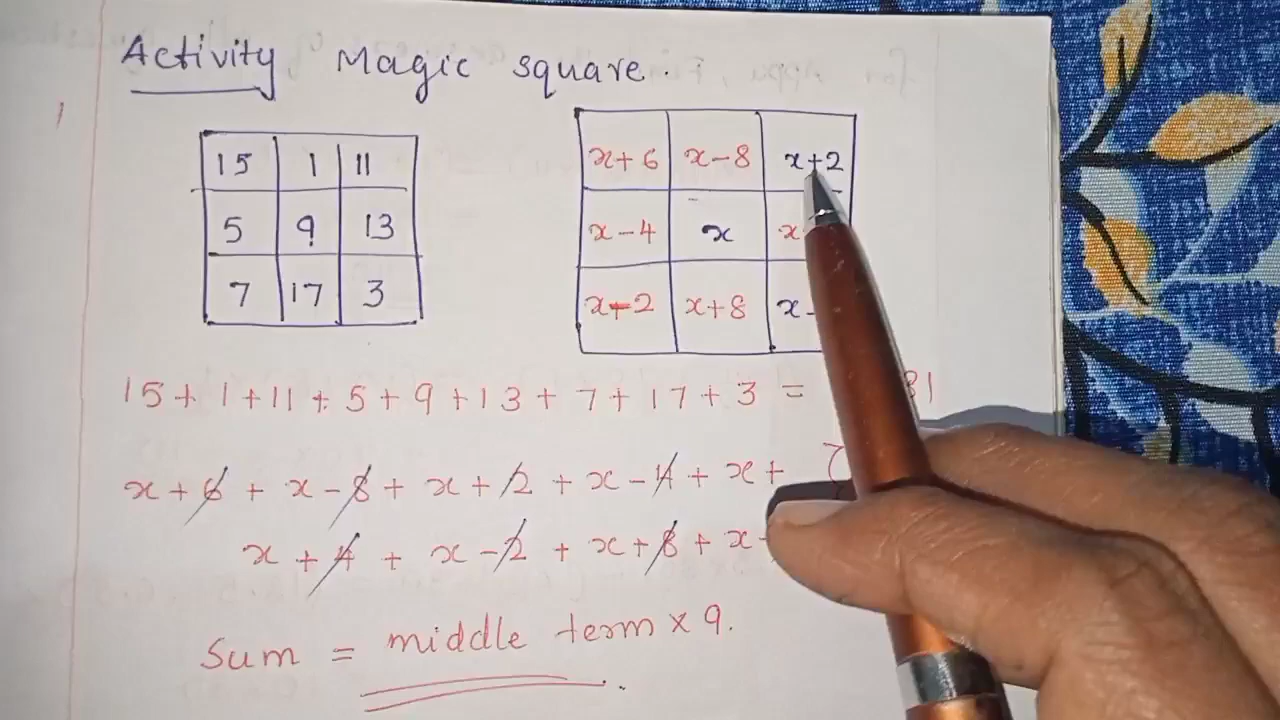 Activity Magic square.
15 1 11
5 9 13
7 17 3
x+6 x-8 x+2
x-4 x x
x-2 x+8 x-
15 + 1 + 11 + 5 + 9 + 13 + 7 + 17 + 3 = 81
x + 6 + x - 8 + x + 2 + x - 4 + x +
x + 4 + x - 2 + x + 8 + x
Sum = middle term x 9.